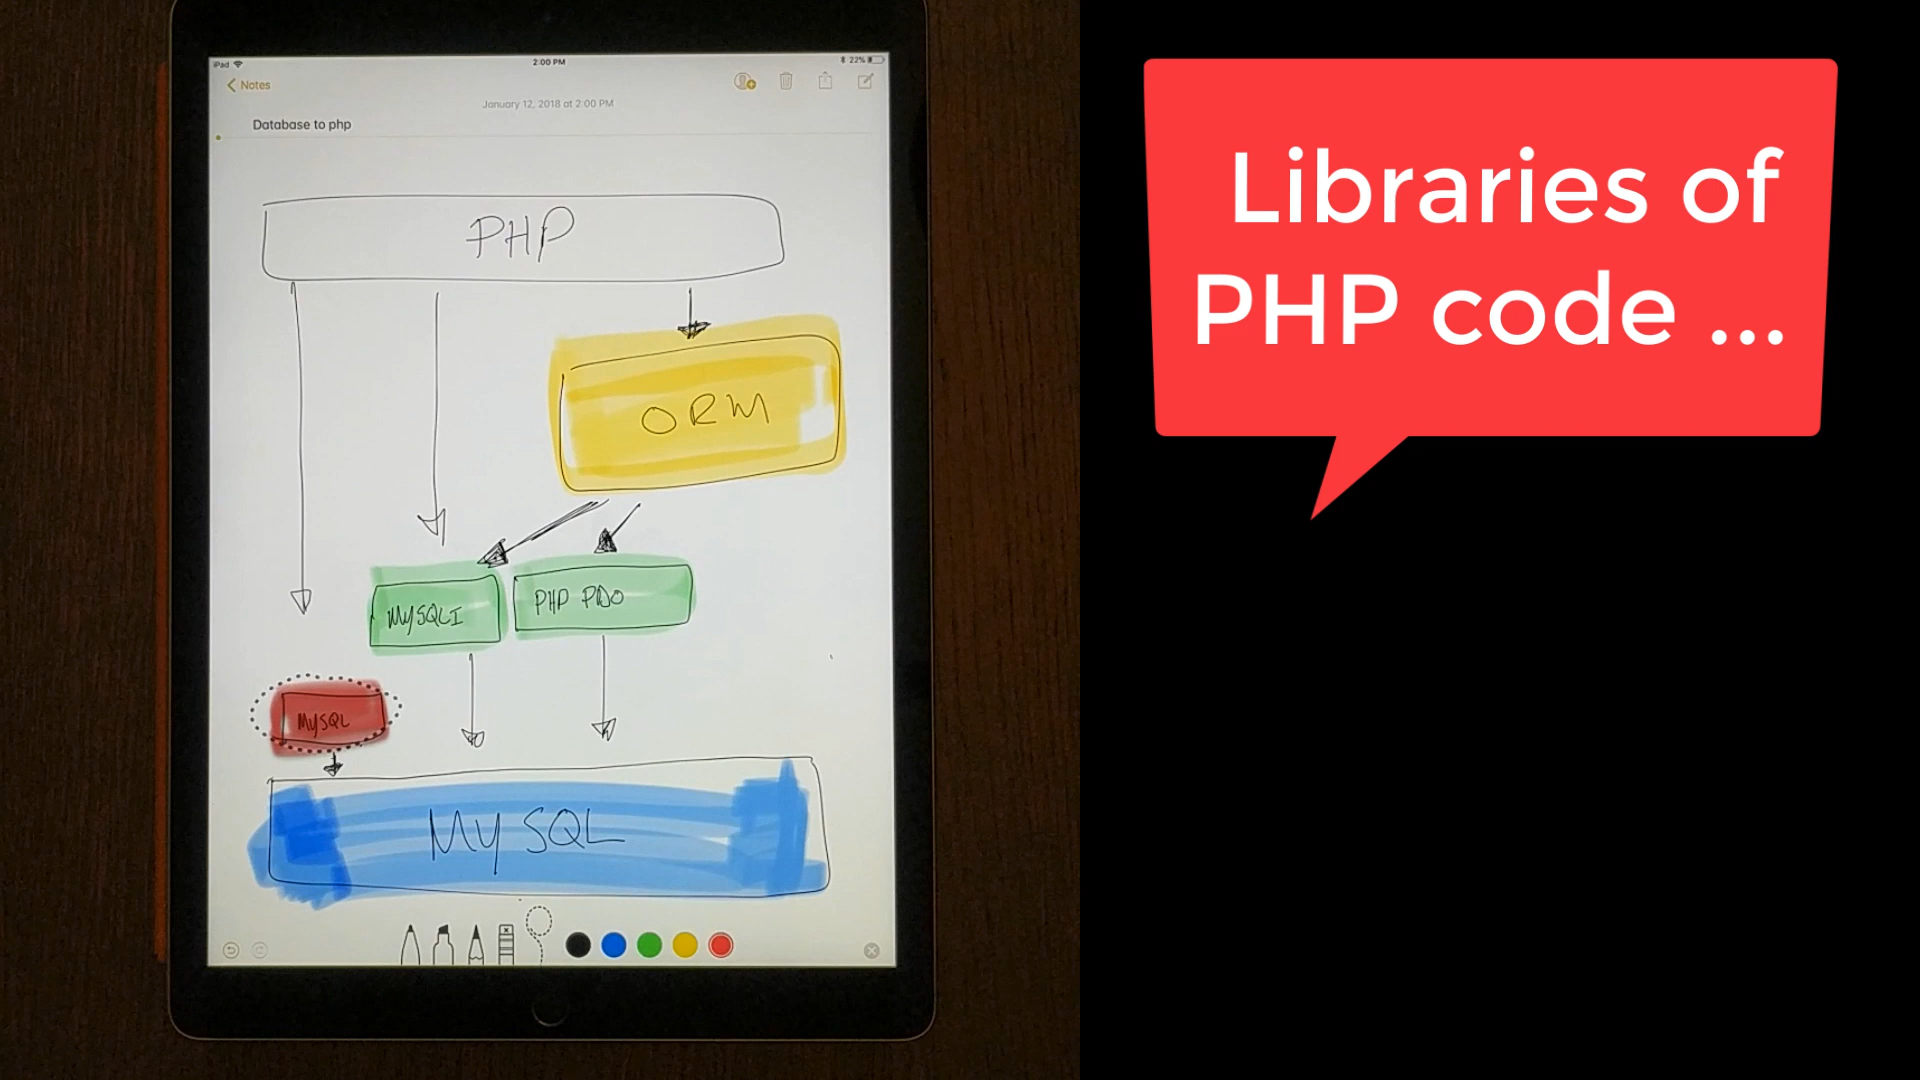 iPad
2:00 PM
22%
Notes
January 12, 2018 at 2:00 PM
Database to php
PHP
ORM
MYSQLI
PHP PDO
MySQL
MY SQL
Libraries of
PHP code ...